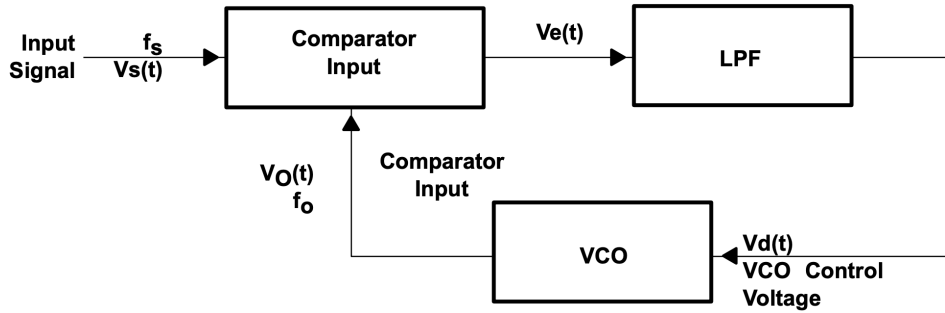 Input
Signal
fs
Vs(t)
Comparator
Input
Ve(t)
LPF
VO(t)
fo
Comparator
Input
VCO
Vd(t)
VCO Control
Voltage